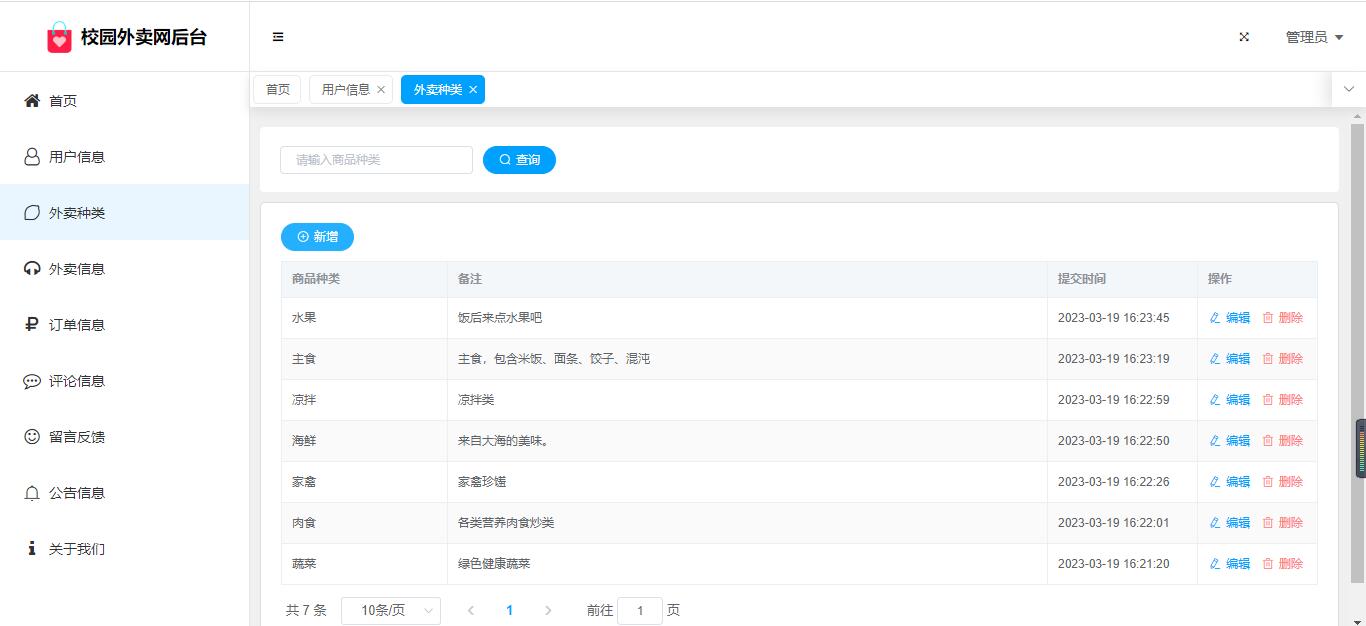 校园外卖网后台
管理员
首页 用户信息 外卖种类
首页
用户信息
外卖种类
外卖信息
订单信息
评论信息
留言反馈
公告信息
关于我们
请输入商品种类 查询
新增
商品种类 备注 提交时间 操作
水果 饭后来点水果吧 2023-03-19 16:23:45 编辑 删除
主食 主食，包含米饭、面条、饺子、混沌 2023-03-19 16:23:19 编辑 删除
凉拌 凉拌类 2023-03-19 16:22:59 编辑 删除
海鲜 来自大海的美味。 2023-03-19 16:22:50 编辑 删除
家畜 家畜珍馐 2023-03-19 16:22:26 编辑 删除
肉食 各类营养肉食炒类 2023-03-19 16:22:01 编辑 删除
蔬菜 绿色健康蔬菜 2023-03-19 16:21:20 编辑 删除
共 7 条 10条/页 1 前往 1 页